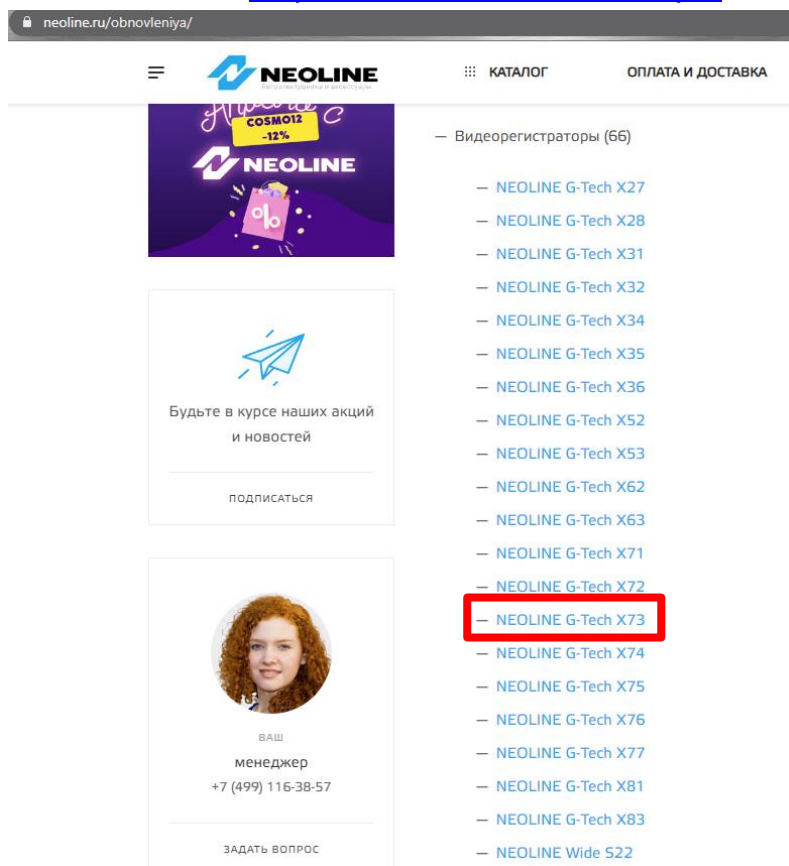 neoline.ru/obnovleniya/
NEOLINE
КАТАЛОГ
ОПЛАТА И ДОСТАВКА
COSMO12
-12%
NEOLINE
%
Будьте в курсе наших акций
и новостей
ПОДПИСАТЬСЯ
ВАШ
менеджер
+7 (499) 116-38-57
ЗАДАТЬ ВОПРОС
— Видеорегистраторы (66)
— NEOLINE G-Tech X27
— NEOLINE G-Tech X28
— NEOLINE G-Tech X31
— NEOLINE G-Tech X32
— NEOLINE G-Tech X34
— NEOLINE G-Tech X35
— NEOLINE G-Tech X36
— NEOLINE G-Tech X52
— NEOLINE G-Tech X53
— NEOLINE G-Tech X62
— NEOLINE G-Tech X63
— NEOLINE G-Tech X71
— NEOLINE G-Tech X72
— NEOLINE G-Tech X73
— NEOLINE G-Tech X74
— NEOLINE G-Tech X75
— NEOLINE G-Tech X76
— NEOLINE G-Tech X77
— NEOLINE G-Tech X81
— NEOLINE G-Tech X83
— NEOLINE Wide S22